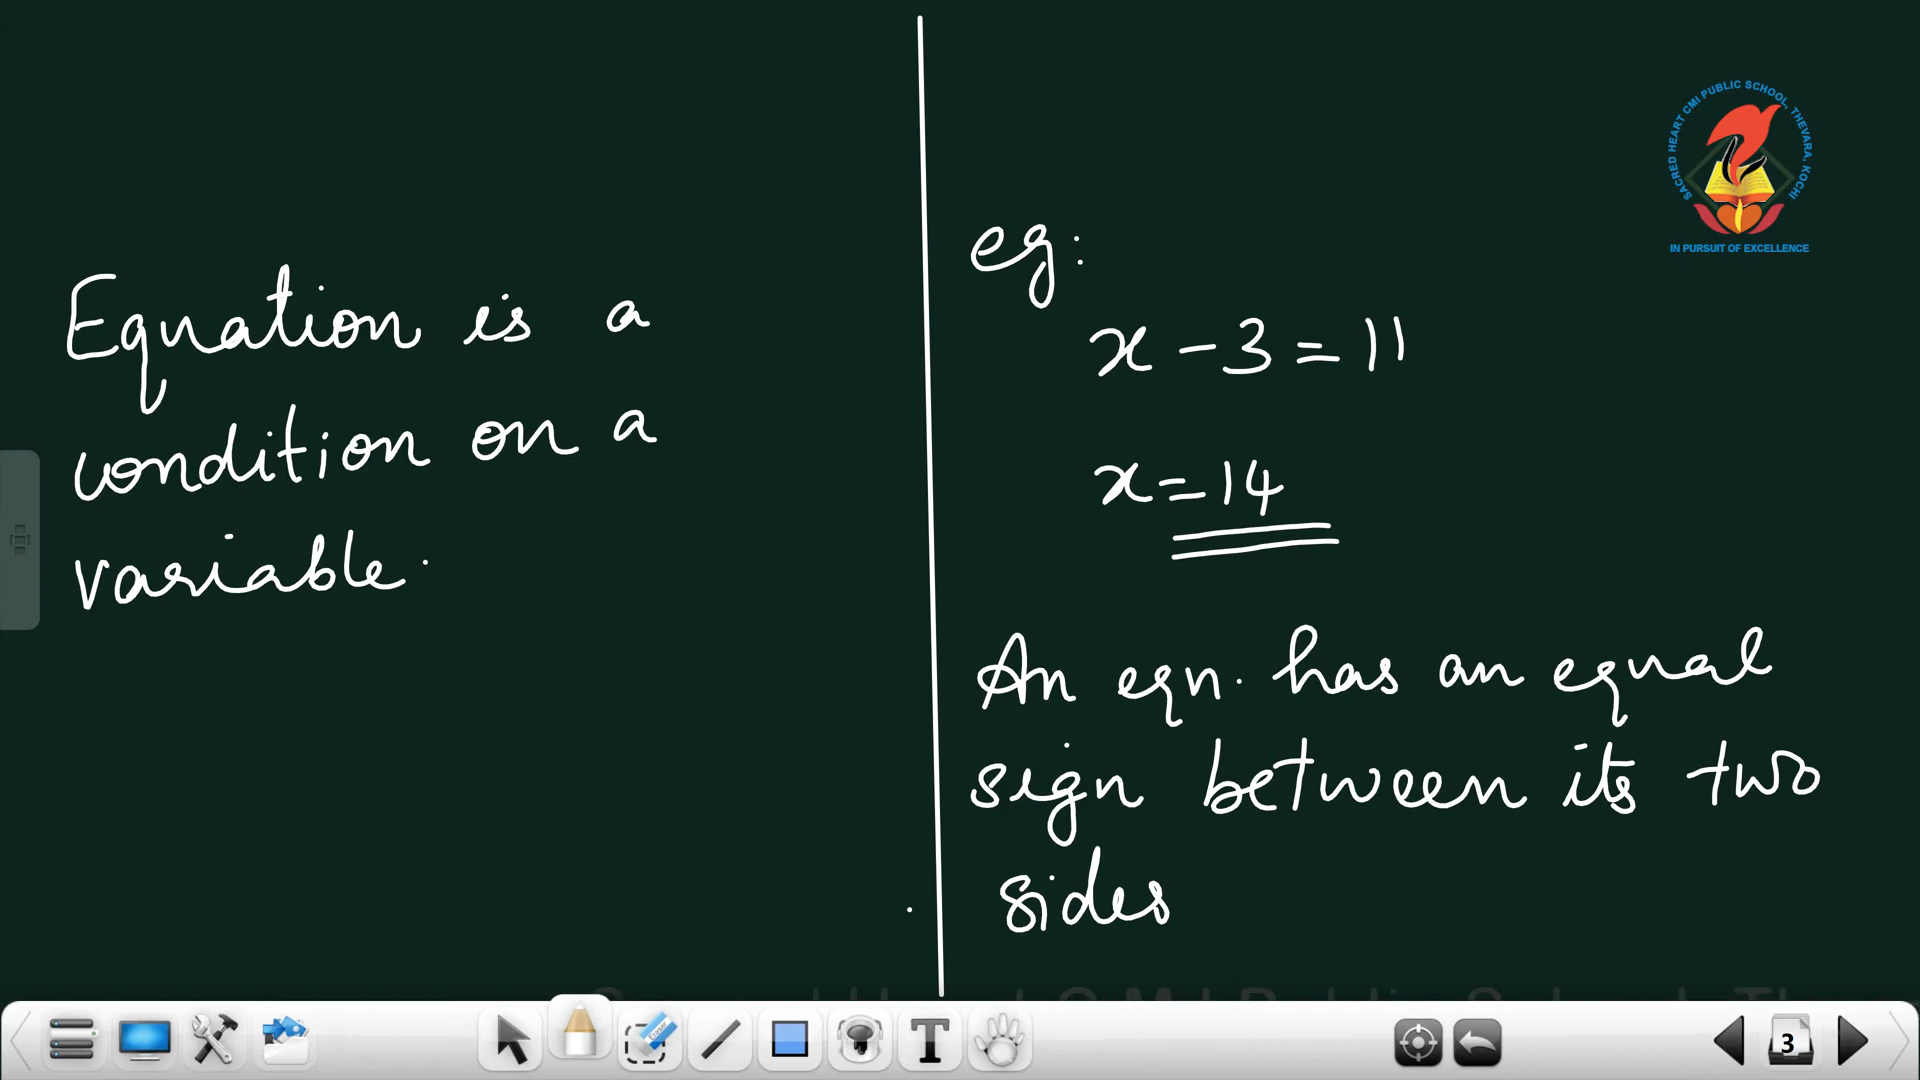 Equation is a
condition on a
variable.
eg:
x - 3 = 11
x = 14
An eqn. has an equal
sign between its two
sides
SACRED HEART CMI PUBLIC SCHOOL, THEVARA, KOCHI
IN PURSUIT OF EXCELLENCE
Eraser
T
3